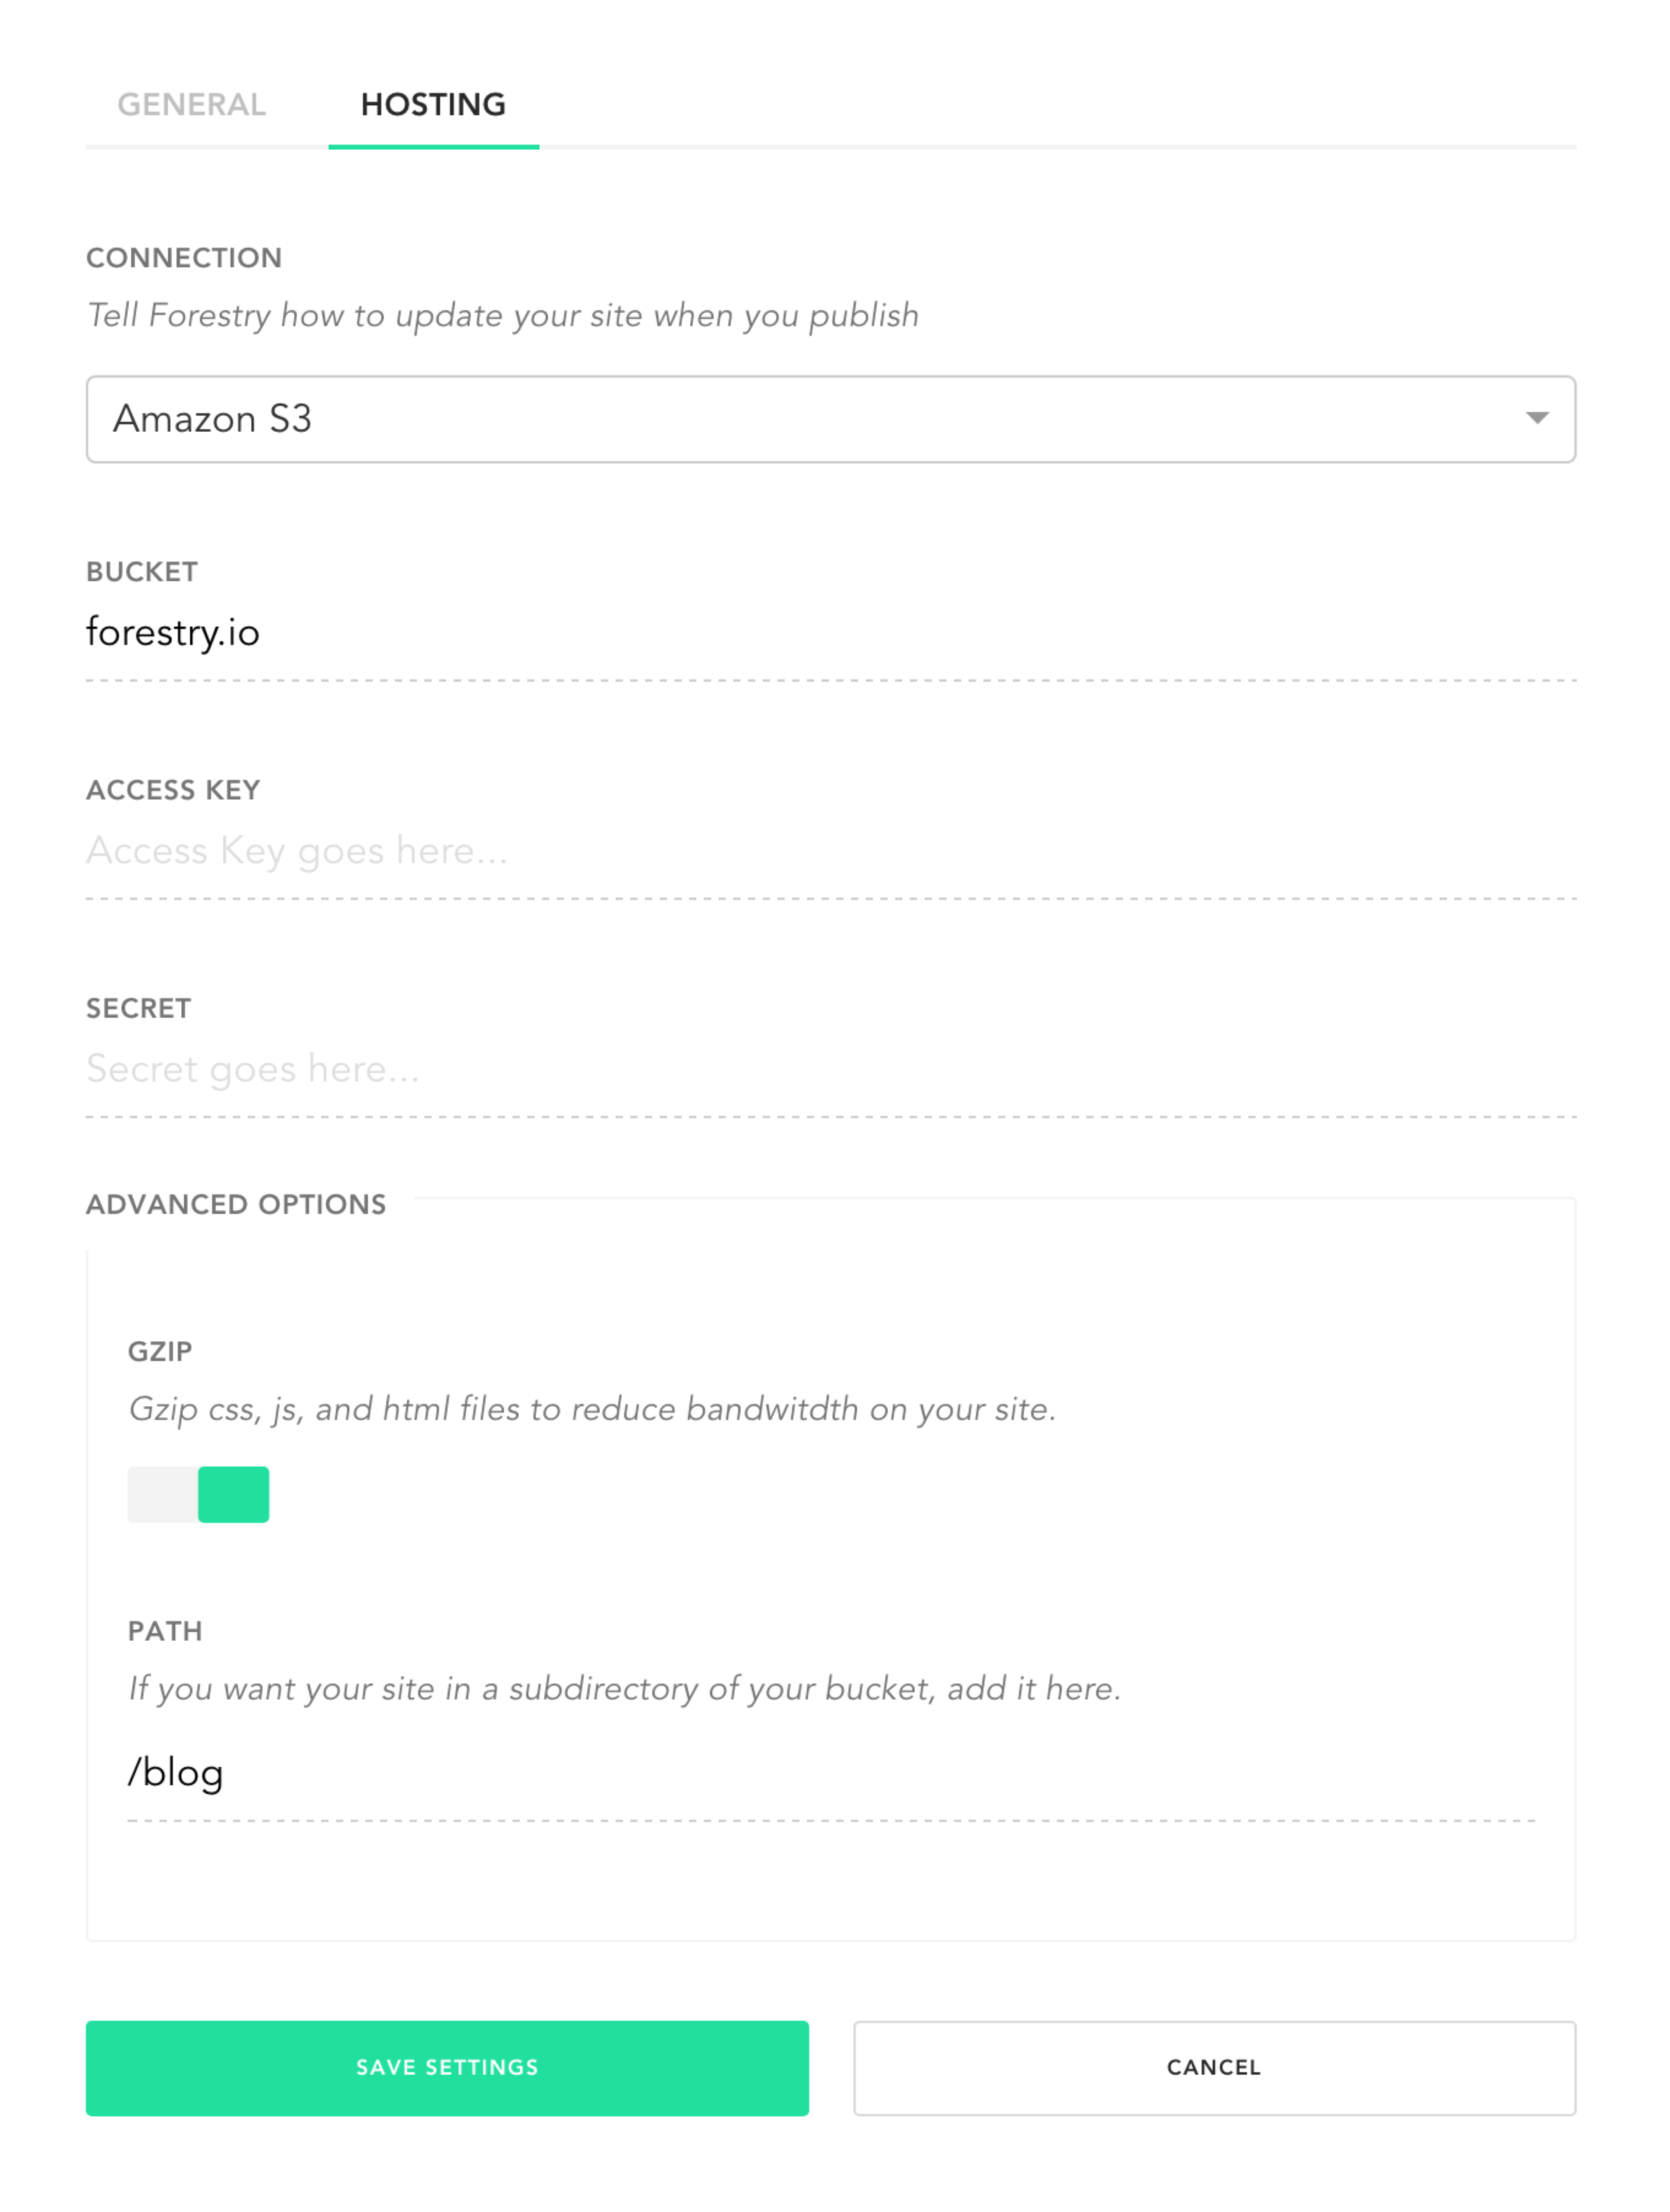 GENERAL HOSTING
CONNECTION
Tell Forestry how to update your site when you publish
Amazon S3
BUCKET
forestry.io
ACCESS KEY
Access Key goes here...
SECRET
Secret goes here...
ADVANCED OPTIONS
GZIP
Gzip css, js, and html files to reduce bandwitdth on your site.
PATH
If you want your site in a subdirectory of your bucket, add it here.
/blog
SAVE SETTINGS CANCEL